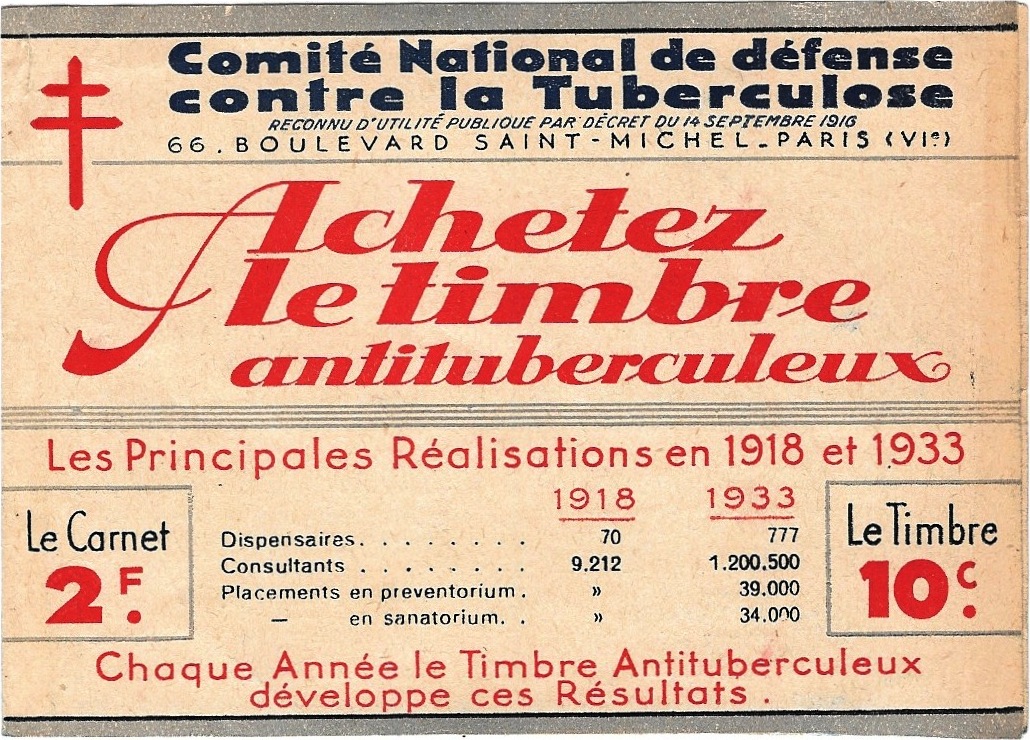 Comité National de défense
contre la Tuberculose
RECONNU D'UTILITÉ PUBLIQUE PAR DÉCRET DU 14 SEPTEMBRE 1916
66. BOULEVARD SAINT-MICHEL_PARIS (VIe)
Achetez
le timbre
antituberculeux
Les Principales Réalisations en 1918 et 1933
1918 1933
Dispensaires. . . . . . . . . 70 777
Consultants . . . . . . . . 9.212 1.200.500
Placements en preventorium. » 39.000
— en sanatorium. . » 34.000
Le Carnet
2F.
Le Timbre
10c.
Chaque Année le Timbre Antituberculeux
développe ces Résultats.